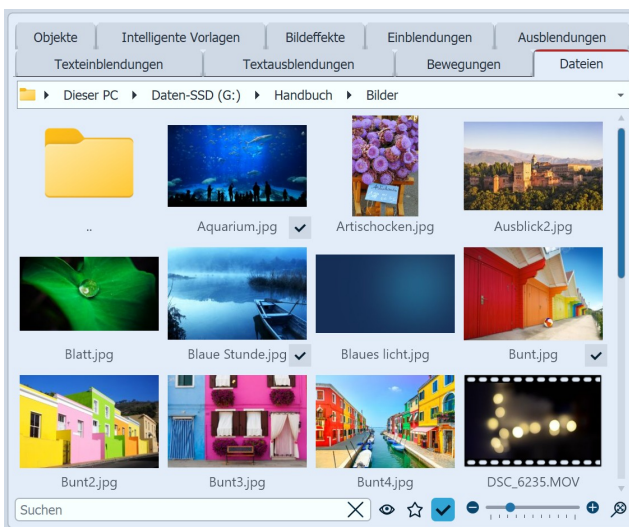 Objekte Intelligente Vorlagen Bildeffekte Einblendungen Ausblendungen
Texteinblendungen Textausblendungen Bewegungen Dateien
Dieser PC Daten-SSD (G:) Handbuch Bilder
.. Aquarium.jpg Artischocken.jpg Ausblick2.jpg
Blatt.jpg Blaue Stunde.jpg Blaues licht.jpg Bunt.jpg
Bunt2.jpg Bunt3.jpg Bunt4.jpg DSC_6235.MOV
Suchen